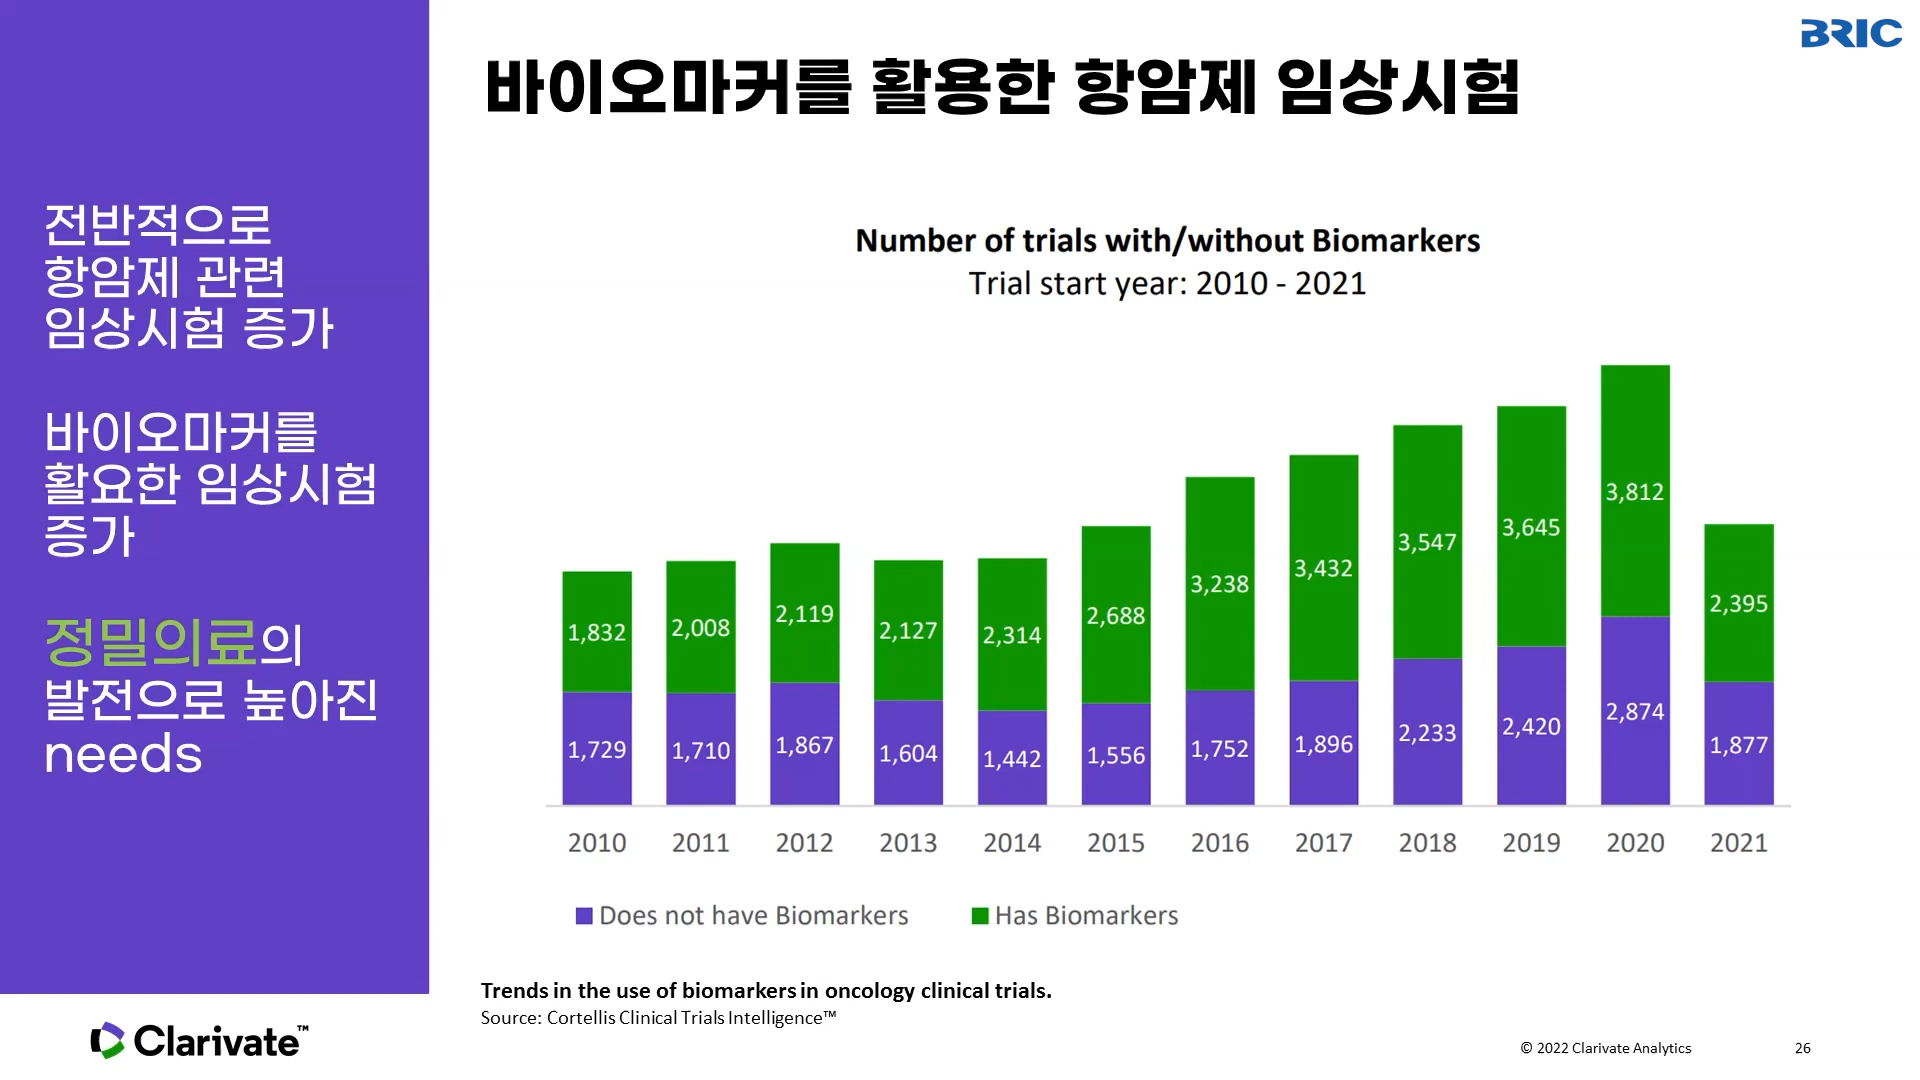 BRIC
바이오마커를 활용한 항암제 임상시험
전반적으로
항암제 관련
임상시험 증가
바이오마커를
활요한 임상시험
증가
정밀의료의
발전으로 높아진
needs
Number of trials with/without Biomarkers
Trial start year: 2010 - 2021
1,832 2,008 2,119 2,127 2,314 2,688 3,238 3,432 3,547 3,645 3,812 2,395
1,729 1,710 1,867 1,604 1,442 1,556 1,752 1,896 2,233 2,420 2,874 1,877
2010 2011 2012 2013 2014 2015 2016 2017 2018 2019 2020 2021
Does not have Biomarkers Has Biomarkers
Trends in the use of biomarkers in oncology clinical trials.
Source: Cortellis Clinical Trials Intelligence™
Clarivate™
© 2022 Clarivate Analytics 26